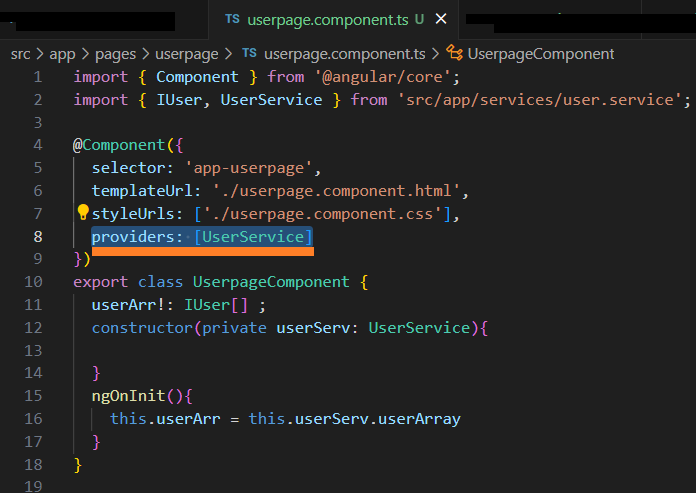 TS userpage.component.ts U ×
src > app > pages > userpage > TS userpage.component.ts > UserpageComponent
1 import { Component } from '@angular/core';
2 import { IUser, UserService } from 'src/app/services/user.service';
3
4 @Component({
5 selector: 'app-userpage',
6 templateUrl: './userpage.component.html',
7 styleUrls: ['./userpage.component.css'],
8 providers: [UserService]
9 })
10 export class UserpageComponent {
11 userArr!: IUser[] ;
12 constructor(private userServ: UserService){
13
14 }
15 ngOnInit(){
16 this.userArr = this.userServ.userArray
17 }
18 }
19